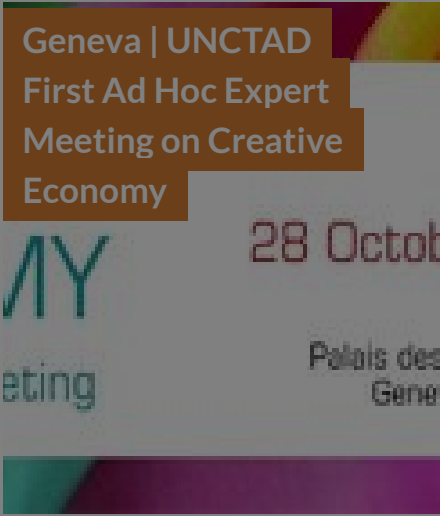 Geneva | UNCTAD
First Ad Hoc Expert
Meeting on Creative
Economy
28 Octob
MY
Palais des
eting
Gene